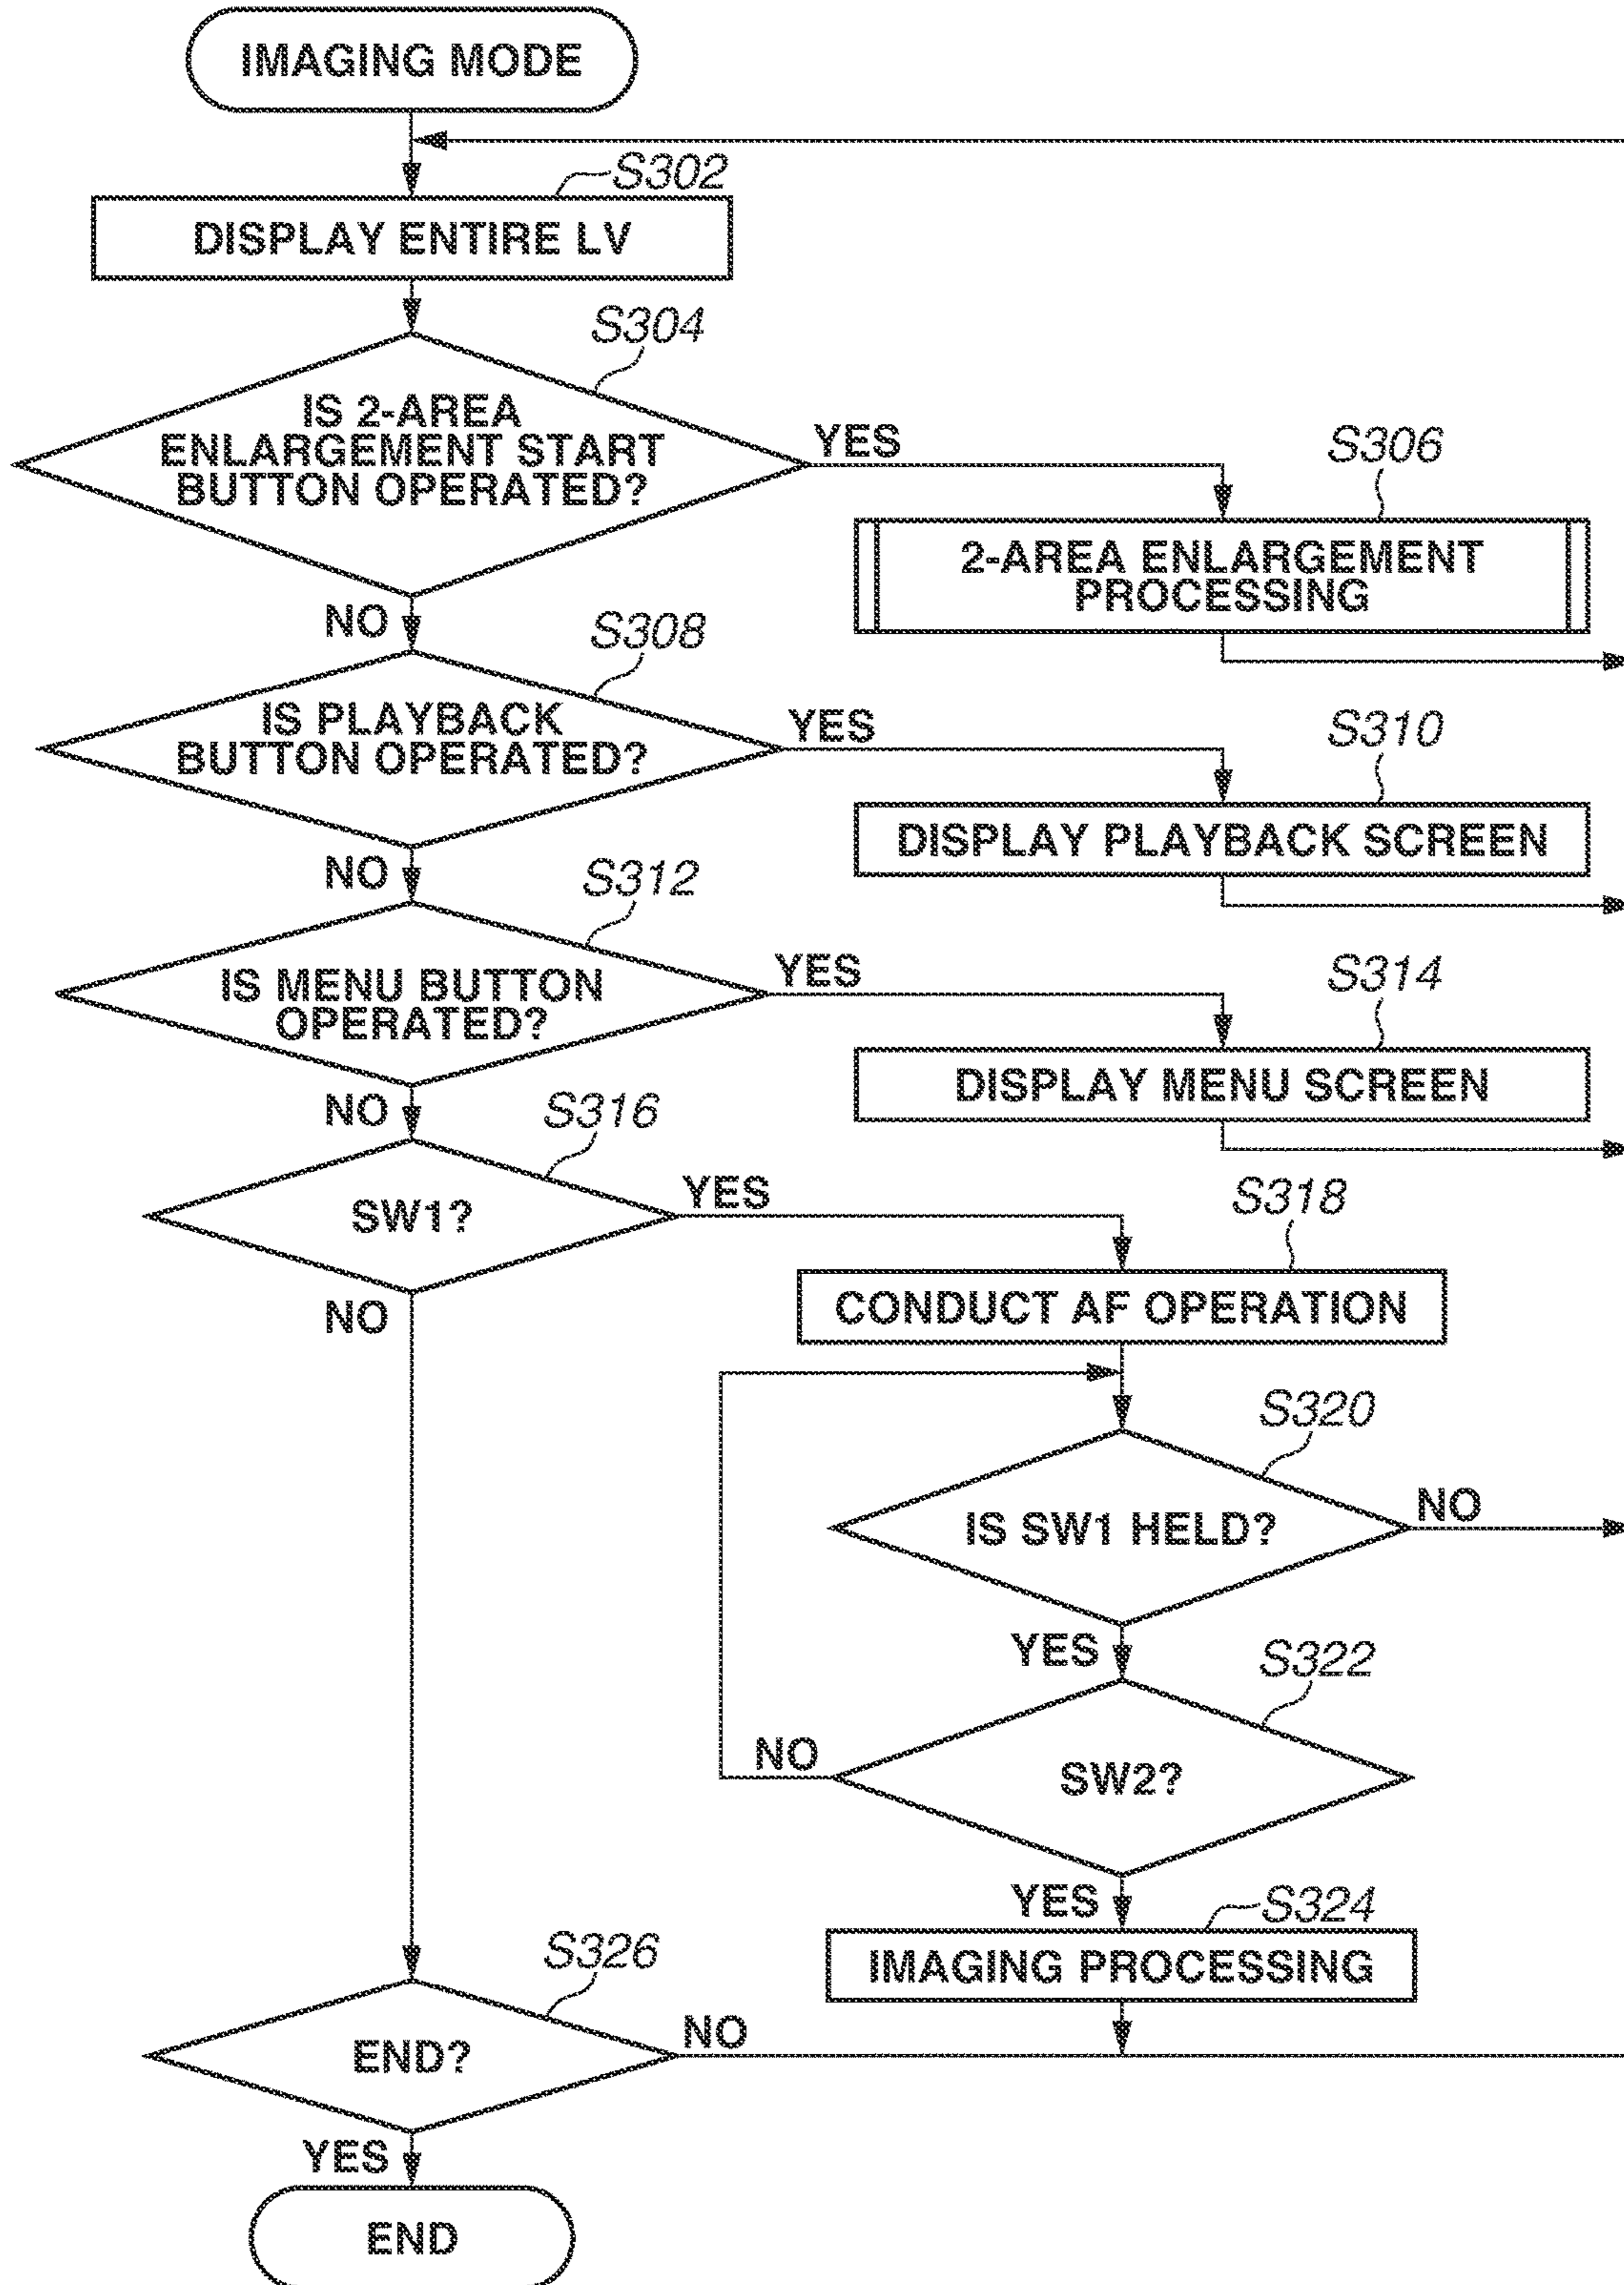 IMAGING MODE
S302
DISPLAY ENTIRE LV
S304
IS 2-AREA
ENLARGEMENT START
BUTTON OPERATED?
YES
S306
2-AREA ENLARGEMENT
PROCESSING
NO
S308
IS PLAYBACK
BUTTON OPERATED?
YES
S310
DISPLAY PLAYBACK SCREEN
NO
S312
IS MENU BUTTON
OPERATED?
YES
S314
DISPLAY MENU SCREEN
NO
S316
SW1?
YES
S318
CONDUCT AF OPERATION
NO
S320
IS SW1 HELD?
NO
YES
S322
SW2?
NO
YES
S324
IMAGING PROCESSING
S326
END?
NO
YES
END